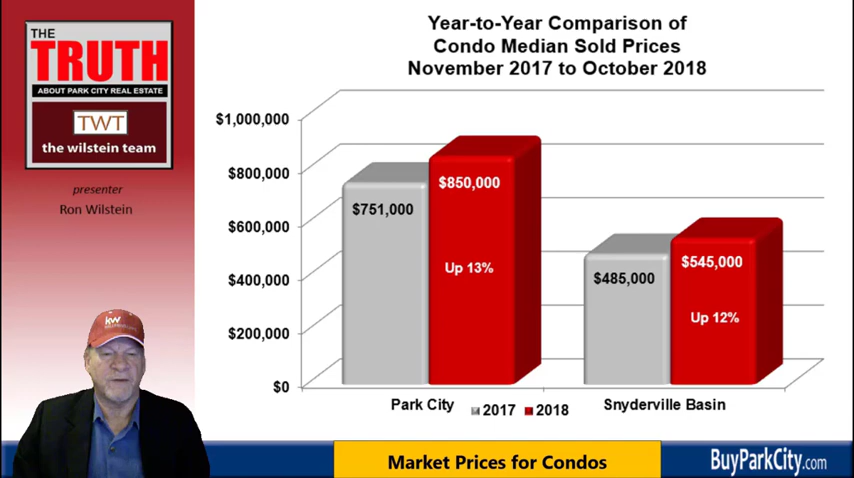 THE
TRUTH
ABOUT PARK CITY REAL ESTATE
TWT
the wilstein team
presenter
Ron Wilstein
kw
Year-to-Year Comparison of
Condo Median Sold Prices
November 2017 to October 2018
$1,000,000
$800,000
$600,000
$400,000
$200,000
$0
$751,000
$850,000
Up 13%
$485,000
$545,000
Up 12%
Park City
Snyderville Basin
2017
2018
Market Prices for Condos
BuyParkCity.com